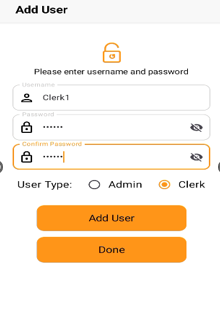 Add User
Please enter username and password
Username
Clerk1
Password
••••••
Confirm Password
••••••
User Type: Admin Clerk
Add User
Done